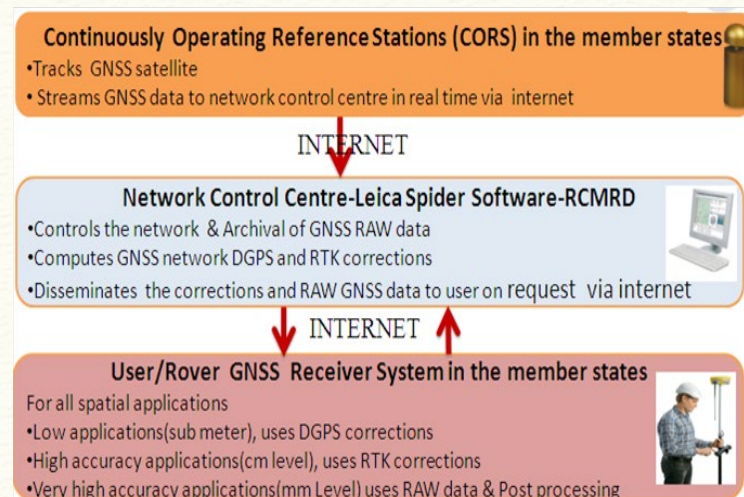 Continuously Operating Reference Stations (CORS) in the member states
•Tracks GNSS satellite
• Streams GNSS data to network control centre in real time via internet
INTERNET
Network Control Centre-Leica Spider Software-RCMRD
•Controls the network & Archival of GNSS RAW data
•Computes GNSS network DGPS and RTK corrections
•Disseminates the corrections and RAW GNSS data to user on request via internet
INTERNET
User/Rover GNSS Receiver System in the member states
For all spatial applications
•Low applications(sub meter), uses DGPS corrections
•High accuracy applications(cm level), uses RTK corrections
•Very high accuracy applications(mm Level) uses RAW data & Post processing